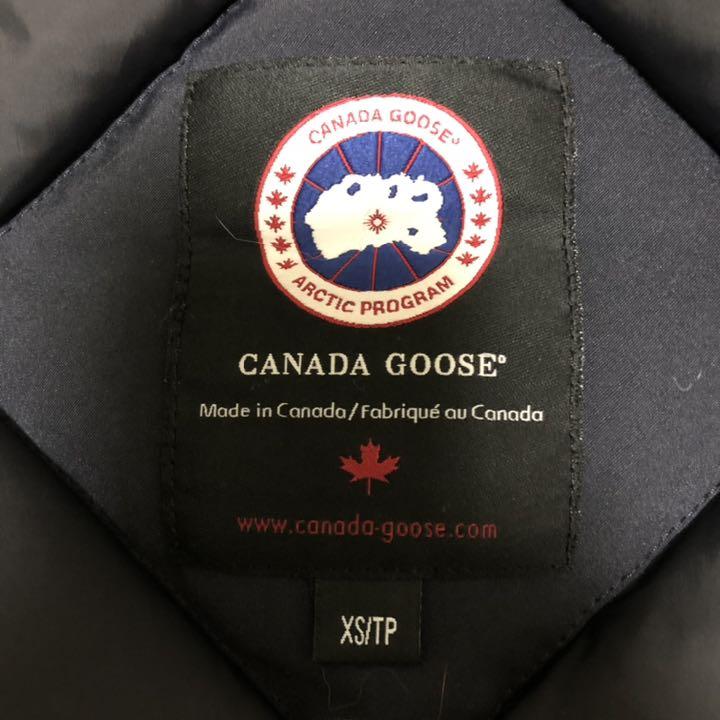 CANADA GOOSE
ARCTIC PROGRAM
CANADA GOOSE®
Made in Canada/Fabriqué au Canada
www.canada-goose.com
XS/TP